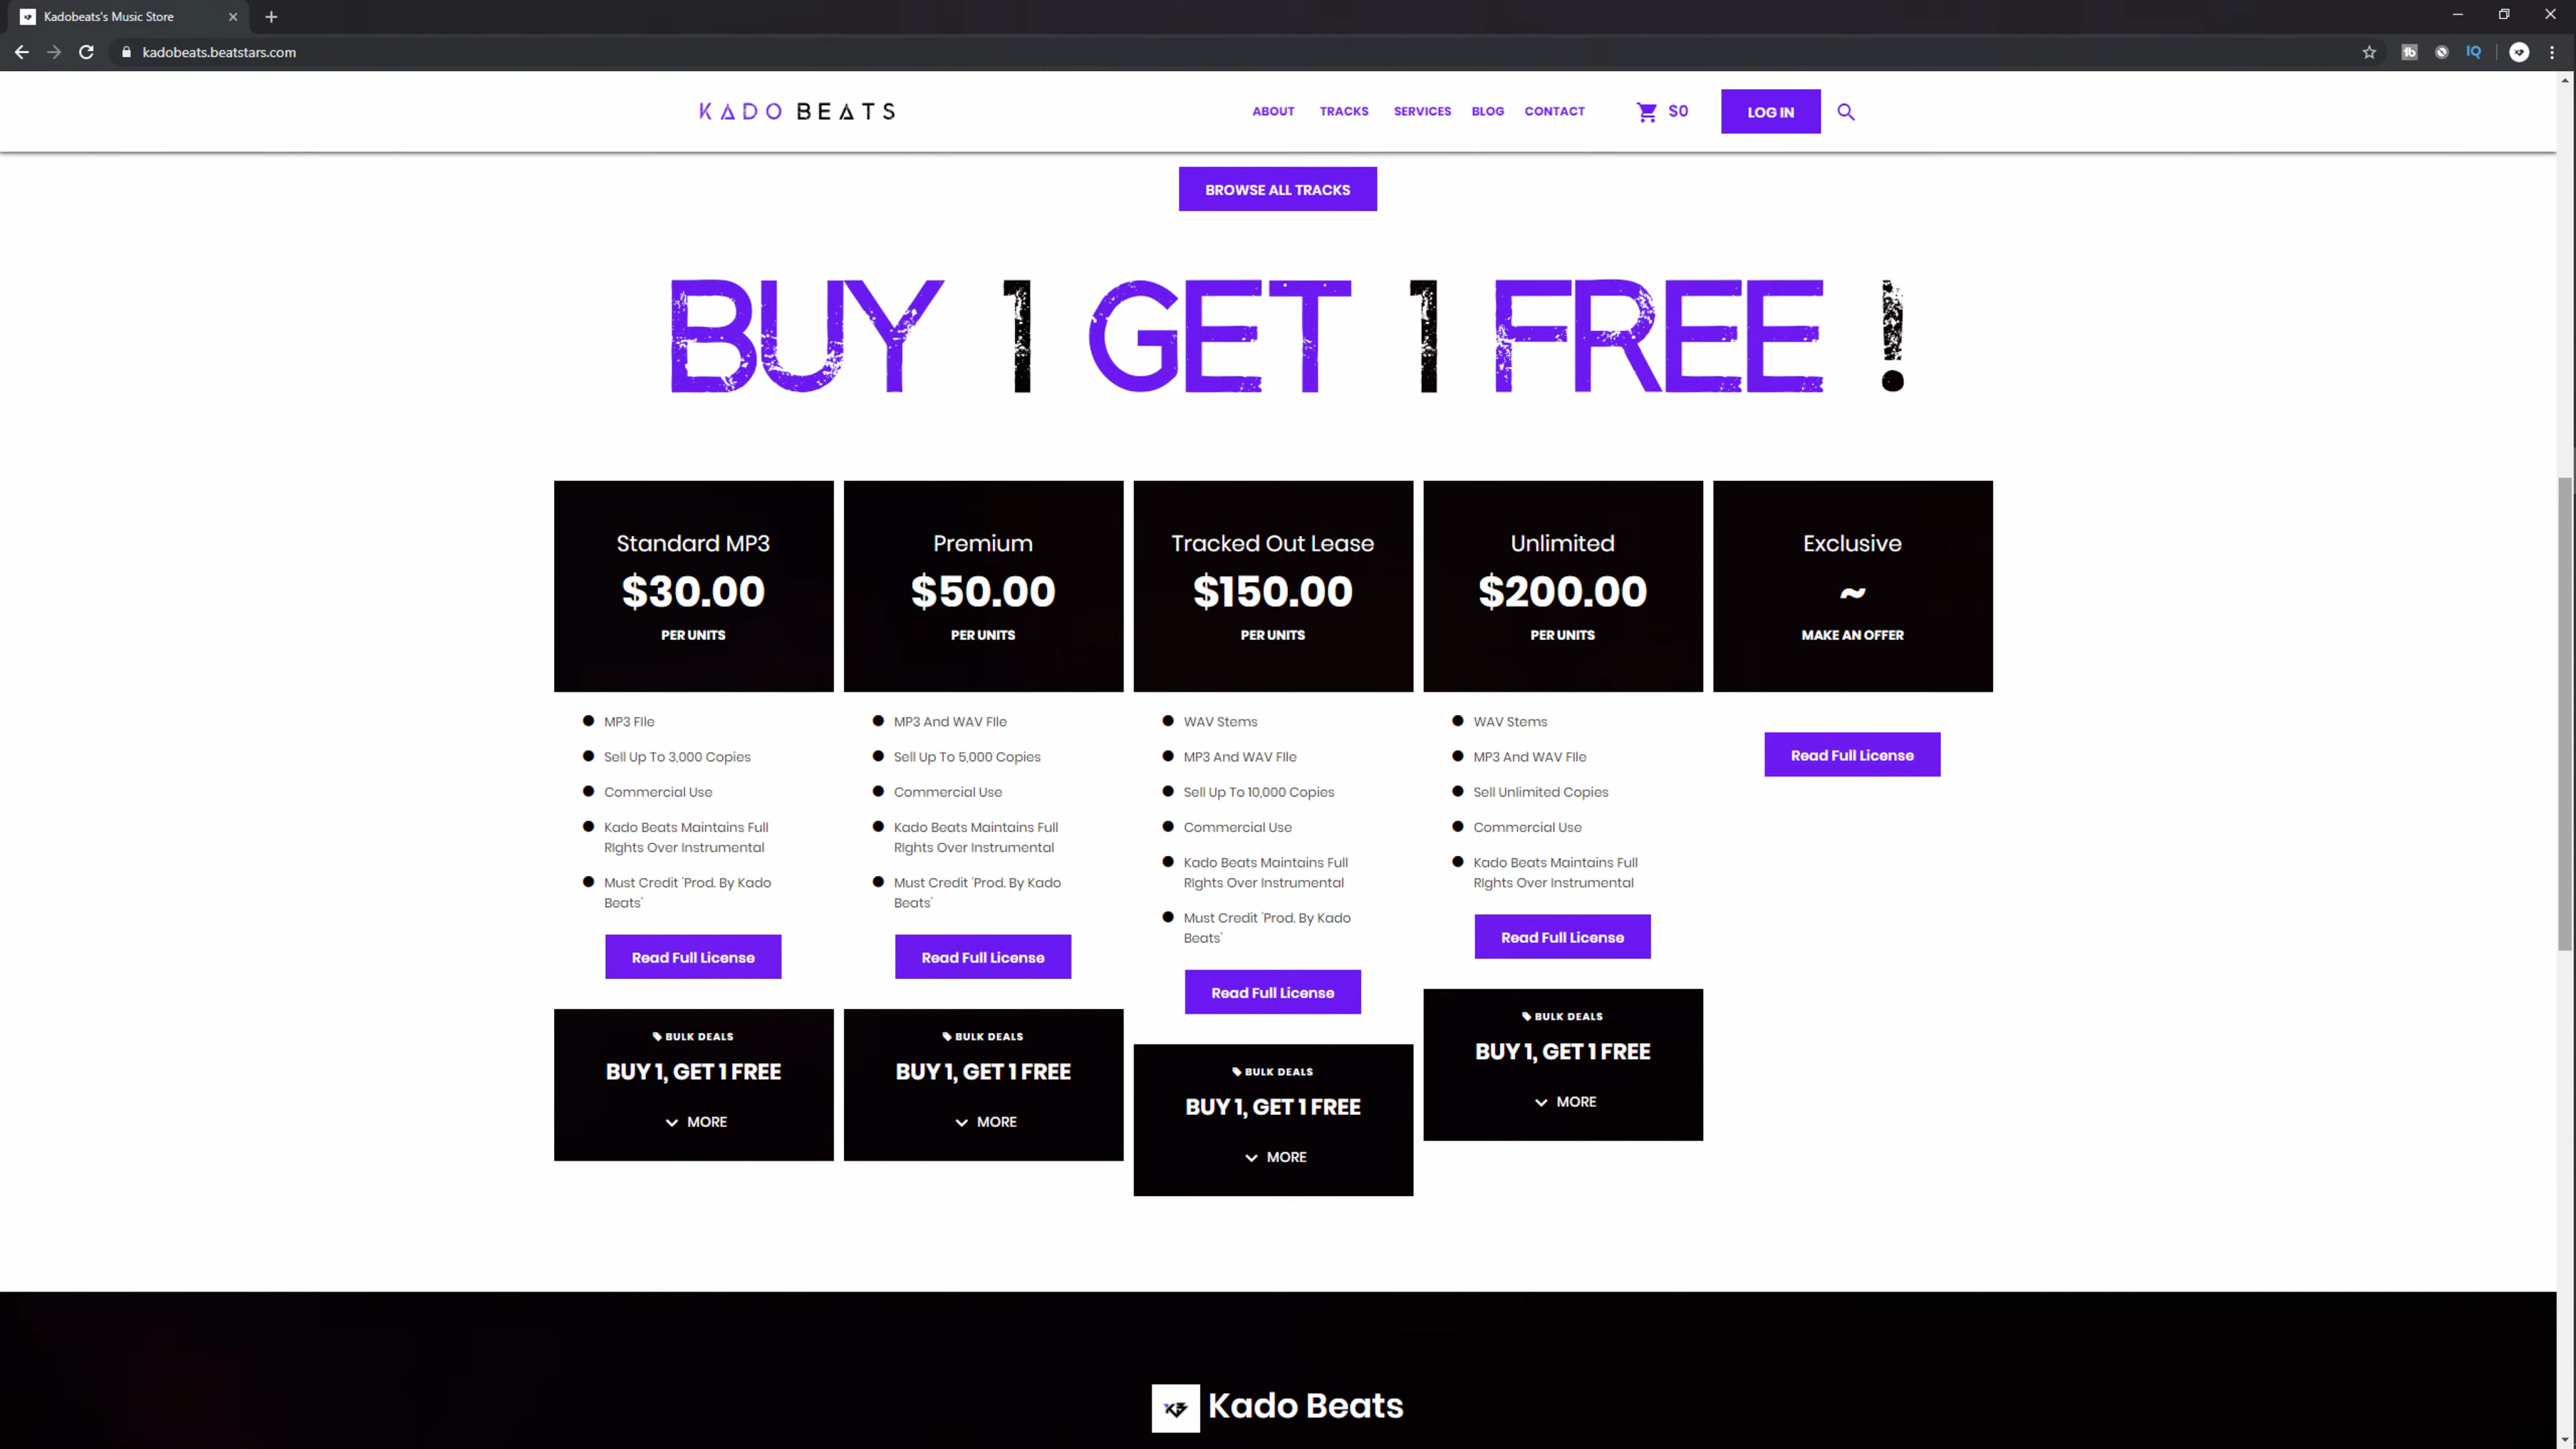 Kadobeats's Music Store
kadobeats.beatstars.com
IQ
KADO BEATS
ABOUT TRACKS SERVICES BLOG CONTACT $0 LOG IN
BROWSE ALL TRACKS
BUY 1 GET 1 FREE !
Standard MP3
$30.00
PER UNITS
MP3 FIle
Sell Up To 3,000 Copies
Commercial Use
Kado Beats Maintains Full
RIghts Over Instrumental
Must Credit 'Prod. By Kado
Beats'
Read Full License
BULK DEALS
BUY 1, GET 1 FREE
MORE
Premium
$50.00
PER UNITS
MP3 And WAV FIle
Sell Up To 5,000 Copies
Commercial Use
Kado Beats Maintains Full
RIghts Over Instrumental
Must Credit 'Prod. By Kado
Beats'
Read Full License
BULK DEALS
BUY 1, GET 1 FREE
MORE
Tracked Out Lease
$150.00
PER UNITS
WAV Stems
MP3 And WAV FIle
Sell Up To 10,000 Copies
Commercial Use
Kado Beats Maintains Full
RIghts Over Instrumental
Must Credit 'Prod. By Kado
Beats'
Read Full License
BULK DEALS
BUY 1, GET 1 FREE
MORE
Unlimited
$200.00
PER UNITS
WAV Stems
MP3 And WAV FIle
Sell Unlimited Copies
Commercial Use
Kado Beats Maintains Full
RIghts Over Instrumental
Read Full License
BULK DEALS
BUY 1, GET 1 FREE
MORE
Exclusive
~
MAKE AN OFFER
Read Full License
Kado Beats